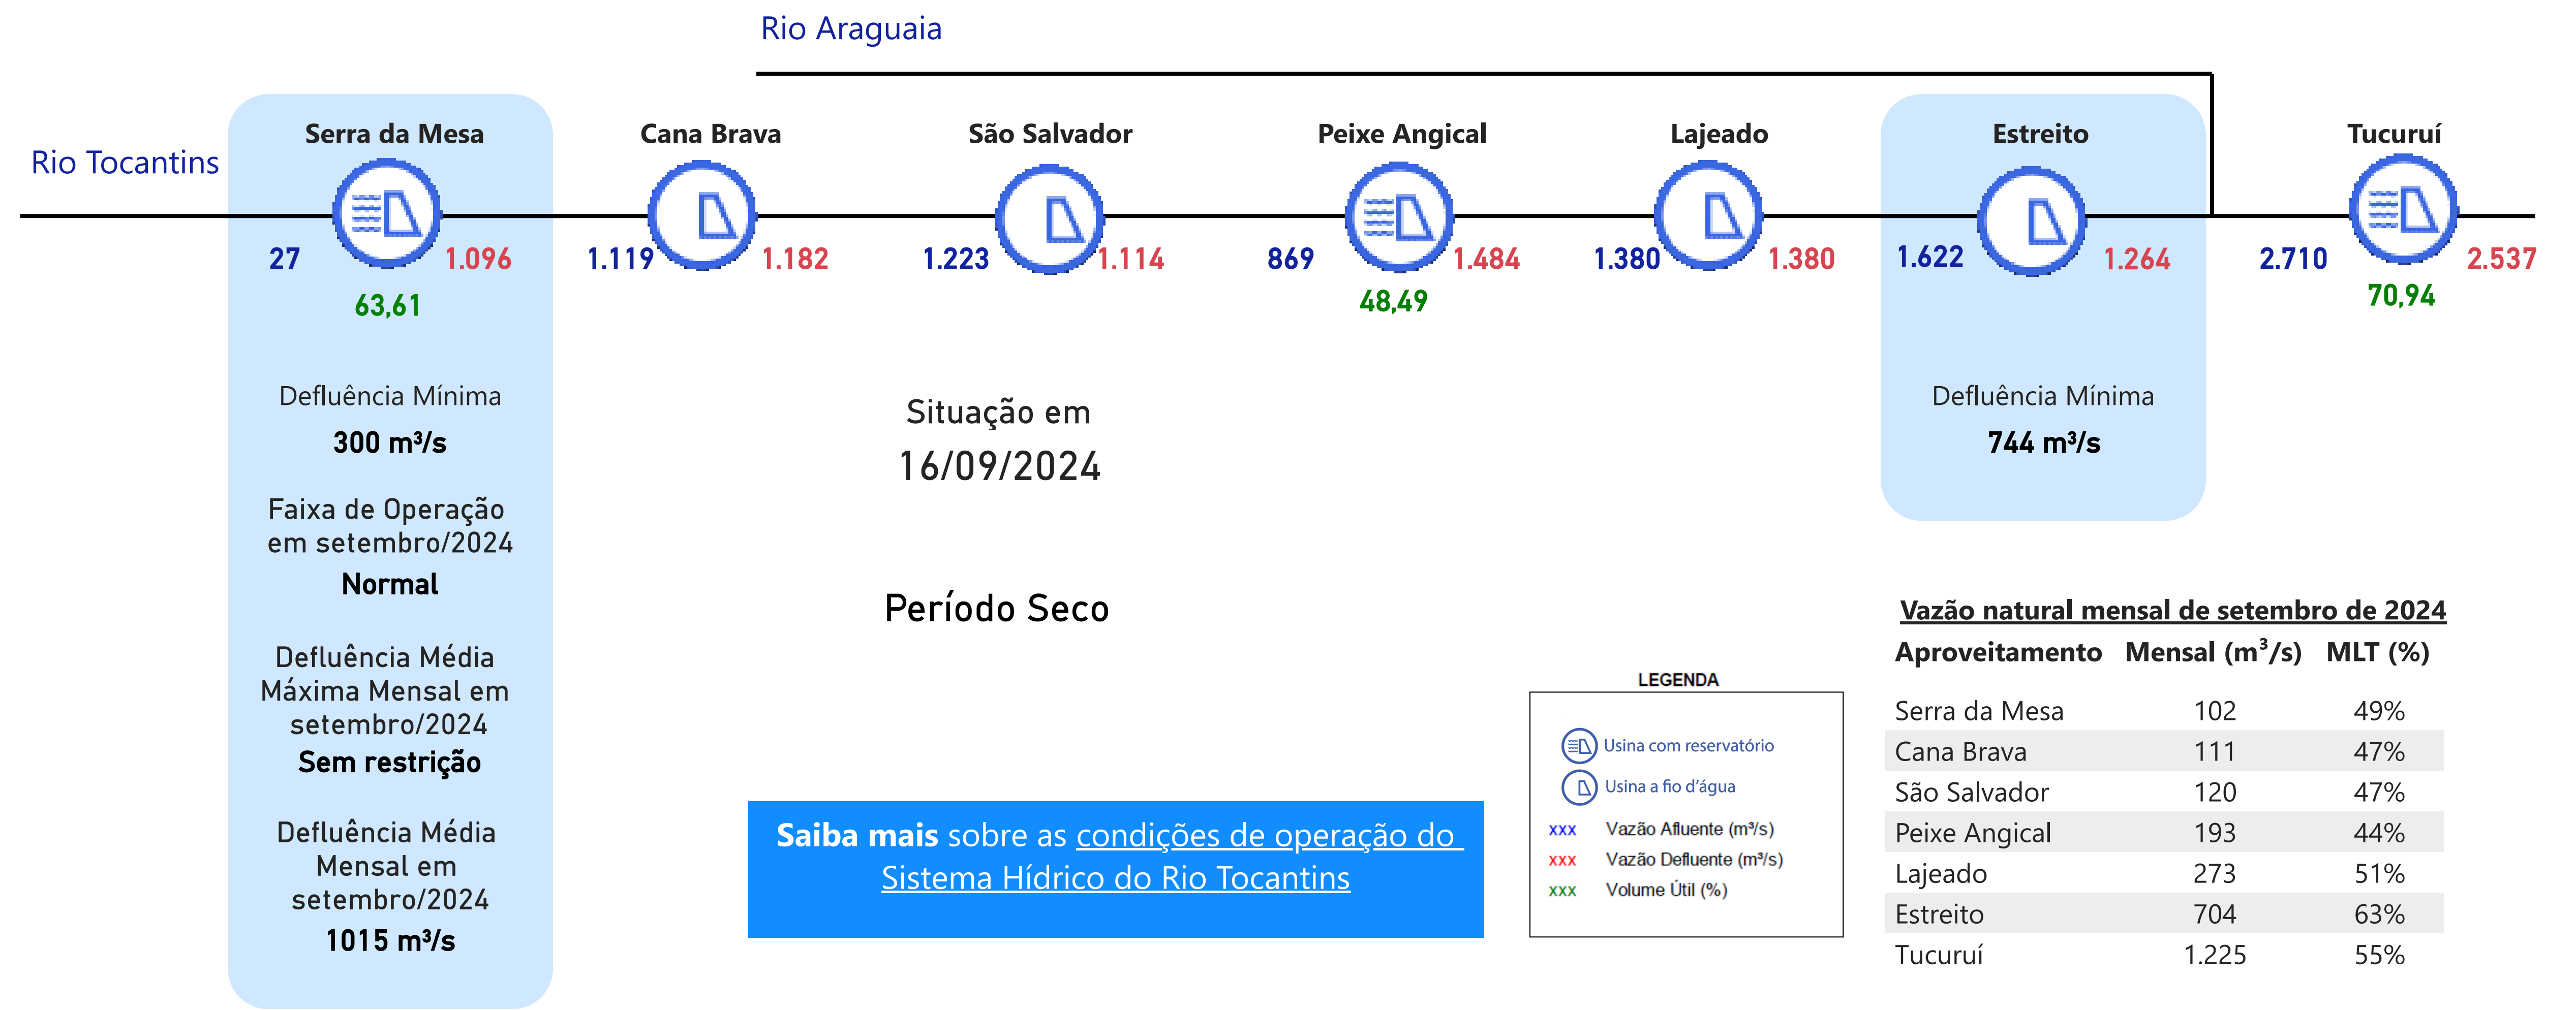 Rio Araguaia
Rio Tocantins
Serra da Mesa
Cana Brava
São Salvador
Peixe Angical
Lajeado
Estreito
Tucuruí
27
1.096
1.119
1.182
1.223
1.114
869
1.484
1.380
1.380
1.622
1.264
2.710
2.537
63,61
48,49
70,94
Defluência Mínima
300 m³/s
Faixa de Operação
em setembro/2024
Normal
Defluência Média
Máxima Mensal em
setembro/2024
Sem restrição
Defluência Média
Mensal em
setembro/2024
1015 m³/s
Situação em
16/09/2024
Período Seco
Saiba mais sobre as condições de operação do
Sistema Hídrico do Rio Tocantins
Defluência Mínima
744 m³/s
LEGENDA
Usina com reservatório
Usina a fio d’água
xxx Vazão Afluente (m³/s)
xxx Vazão Defluente (m³/s)
xxx Volume Útil (%)
Vazão natural mensal de setembro de 2024
Aproveitamento Mensal (m³/s) MLT (%)
Serra da Mesa 102 49%
Cana Brava 111 47%
São Salvador 120 47%
Peixe Angical 193 44%
Lajeado 273 51%
Estreito 704 63%
Tucuruí 1.225 55%